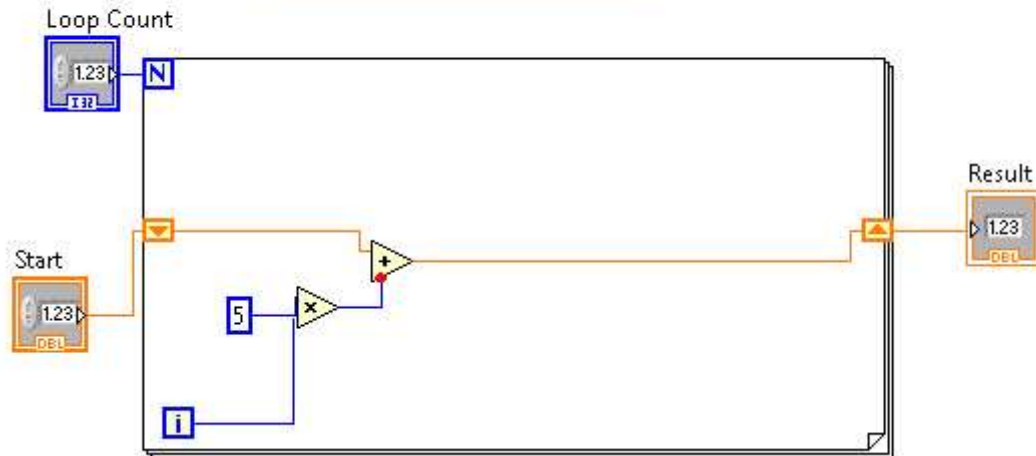 Loop Count
1.23
I32
N
Result
1.23
DBL
Start
1.23
DBL
+
5
×
i